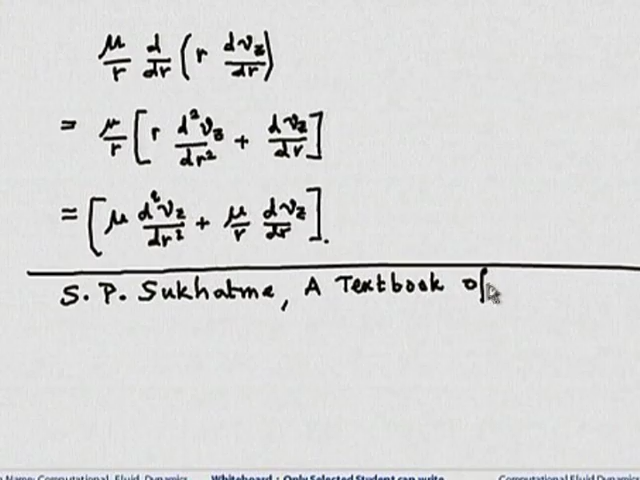 μ/r d/dr (r dv_z/dr)
= μ/r [r d²v_z/dr² + dv_z/dr]
= [μ d²v_z/dr² + μ/r dv_z/dr].
S. P. Sukhatme, A Textbook of
Name: Computational Fluid Dynamics Whiteboard : Only Selected Student can write Computational Fluid Dynamics